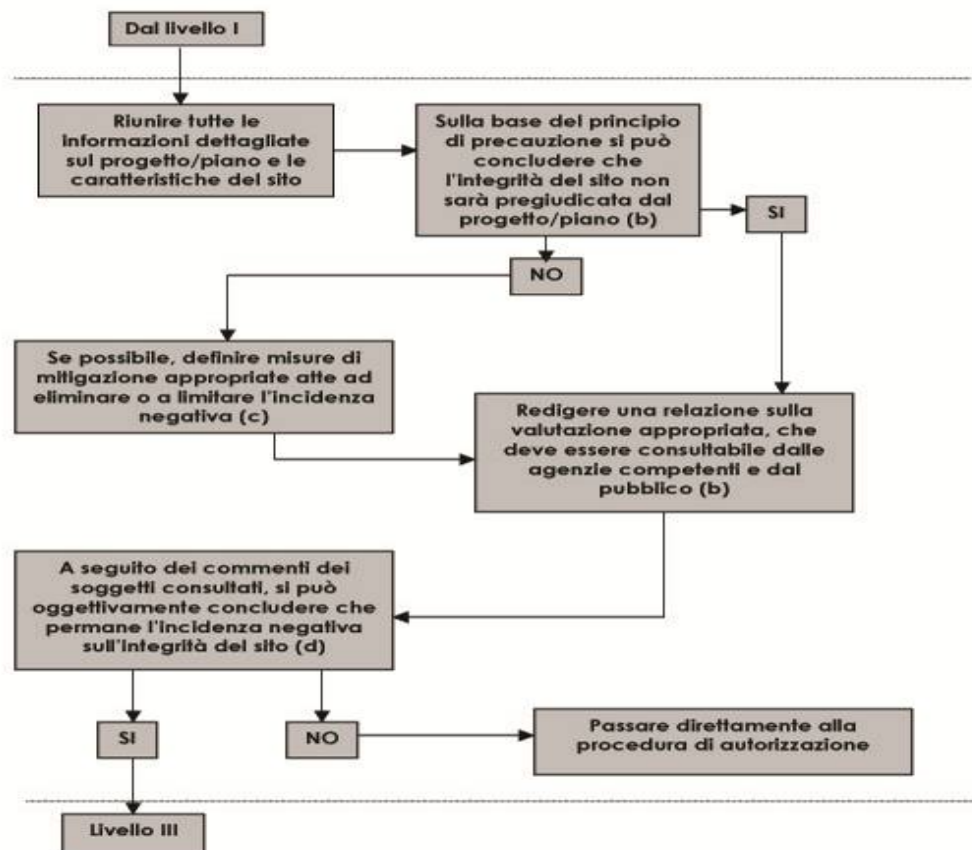 Dal livello I
Riunire tutte le
informazioni dettagliate
sul progetto/piano e le
caratteristiche del sito
Sulla base del principio
di precauzione si può
concludere che
l'integrità del sito non
sarà pregiudicata dal
progetto/piano (b)
SI
NO
Se possibile, definire misure di
mitigazione appropriate atte ad
eliminare o a limitare l'incidenza
negativa (c)
Redigere una relazione sulla
valutazione appropriata, che
deve essere consultabile dalle
agenzie competenti e dal
pubblico (b)
A seguito dei commenti dei
soggetti consultati, si può
oggettivamente concludere che
permane l'incidenza negativa
sull'integrità del sito (d)
SI
NO
Passare direttamente alla
procedura di autorizzazione
Livello III